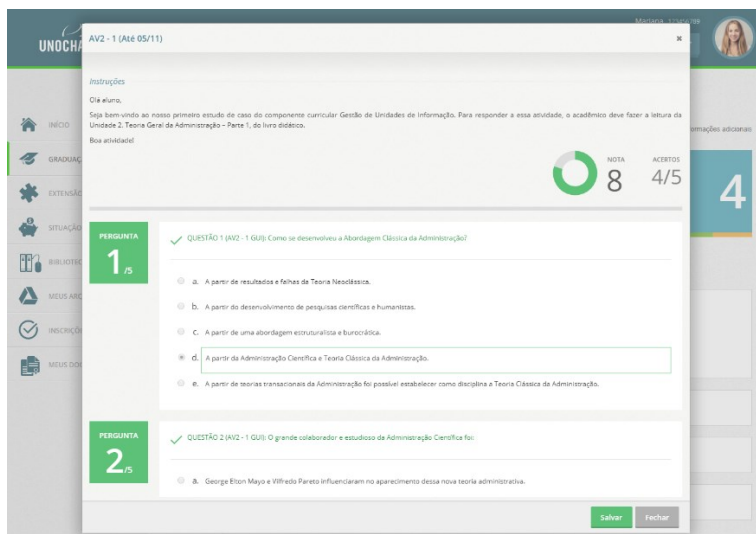 Mariana
UNOCHA
AV2 - 1 (Até 05/11)
×
Instruções
Olá aluno,
Seja bem-vindo ao nosso primeiro estudo de caso do componente curricular Gestão de Unidades de Informação. Para responder a essa atividade, o acadêmico deve fazer a leitura da
Unidade 2. Teoria Geral da Administração – Parte 1, do livro didático.
Boa atividade!
NOTA
8
ACERTOS
4/5
INÍCIO
GRADUAÇ
EXTENSÃO
SITUAÇÃO
BIBLIOTEC
MEUS ARQ
INSCRIÇÕ
MEUS DO
ormações adicionais
4
PERGUNTA
1/5
QUESTÃO 1 (AV2 - 1 GUI): Como se desenvolveu a Abordagem Clássica da Administração?
a. A partir de resultados e falhas da Teoria Neoclássica.
b. A partir do desenvolvimento de pesquisas científicas e humanistas.
c. A partir de uma abordagem estruturalista e burocrática.
d. A partir da Administração Científica e Teoria Clássica da Administração.
e. A partir de teorias transacionais da Administração foi possível estabelecer como disciplina a Teoria Clássica da Administração.
PERGUNTA
2/5
QUESTÃO 2 (AV2 - 1 GUI): O grande colaborador e estudioso da Administração Científica foi:
a. George Elton Mayo e Vilfredo Pareto influenciaram no aparecimento dessa nova teoria administrativa.
Salvar
Fechar